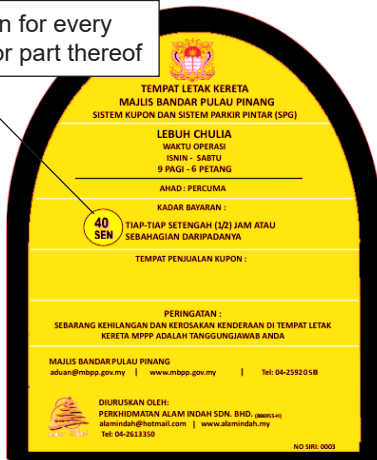 n for every
or part thereof
TEMPAT LETAK KERETA
MAJLIS BANDAR PULAU PINANG
SISTEM KUPON DAN SISTEM PARKIR PINTAR (SPG)
LEBUH CHULIA
WAKTU OPERASI
ISNIN - SABTU
9 PAGI - 6 PETANG
AHAD : PERCUMA
KADAR BAYARAN :
40
SEN
TIAP-TIAP SETENGAH (1/2) JAM ATAU
SEBAHAGIAN DARIPADANYA
TEMPAT PENJUALAN KUPON :
PERINGATAN :
SEBARANG KEHILANGAN DAN KEROSAKAN KENDERAAN DI TEMPAT LETAK
KERETA MPPP ADALAH TANGGUNGJAWAB ANDA
MAJLIS BANDAR PULAU PINANG
aduan@mbpp.gov.my | www.mbpp.gov.my | Tel: 04-2592058
DIURUSKAN OLEH:
PERKHIDMATAN ALAM INDAH SDN. BHD.
alamindah@hotmail.com | www.alamindah.my
Tel: 04-2613350
NO SIRI: 0003